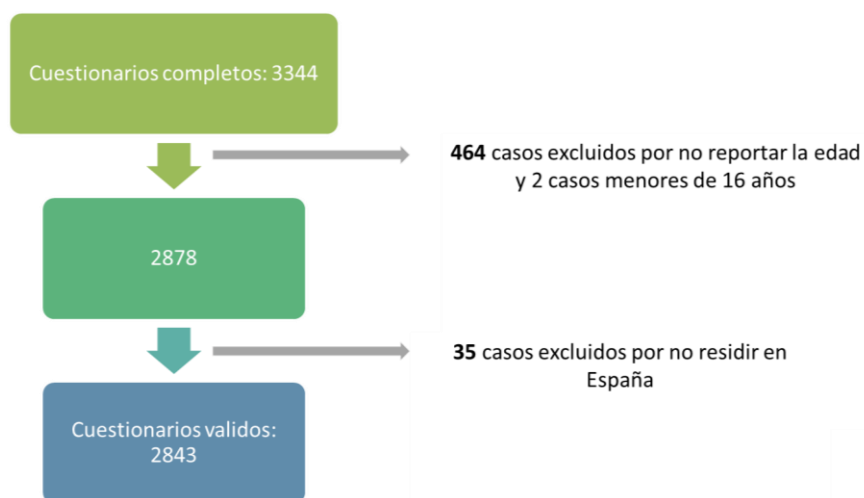 Cuestionarios completos: 3344
464 casos excluidos por no reportar la edad
y 2 casos menores de 16 años
2878
35 casos excluidos por no residir en
España
Cuestionarios validos:
2843